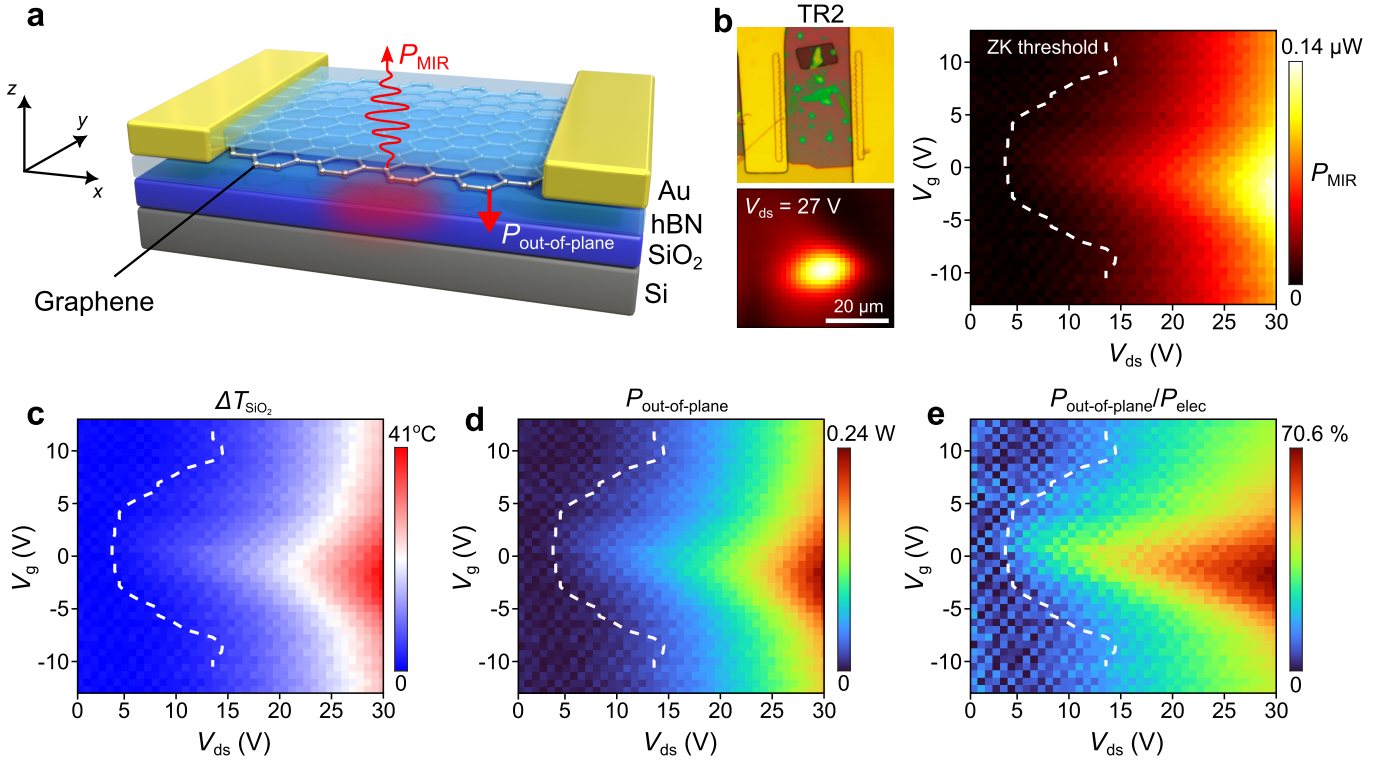 a
P_MIR
z
y
x
Au
hBN
P_out-of-plane
SiO₂
Si
Graphene
b
TR2
V_ds = 27 V
20 µm
ZK threshold
0.14 µW
P_MIR
0
V_g (V)
10
5
0
-5
-10
0 5 10 15 20 25 30
V_ds (V)
c
ΔT_SiO₂
41°C
0
V_g (V)
10
5
0
-5
-10
0 5 10 15 20 25 30
V_ds (V)
d
P_out-of-plane
0.24 W
0
V_g (V)
10
5
0
-5
-10
0 5 10 15 20 25 30
V_ds (V)
e
P_out-of-plane/P_elec
70.6 %
0
V_g (V)
10
5
0
-5
-10
0 5 10 15 20 25 30
V_ds (V)